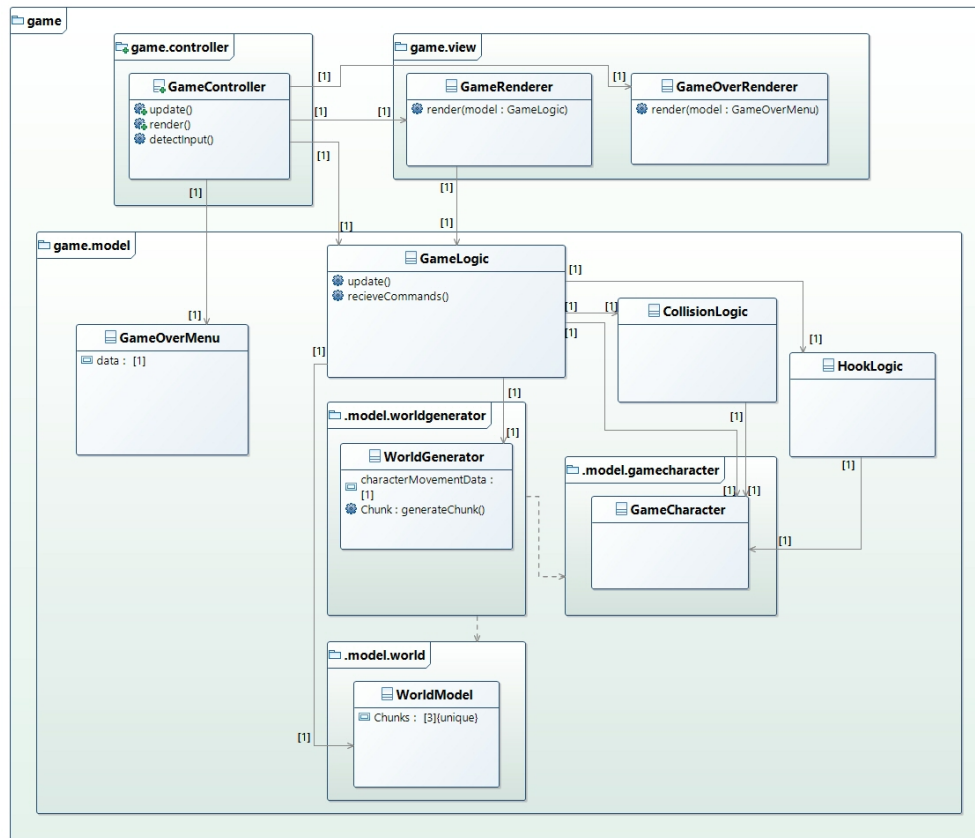 game
game.controller
GameController
update()
render()
detectInput()
[1]
[1]
[1]
[1]
[1]
[1]
game.view
GameRenderer
render(model : GameLogic)
GameOverRenderer
render(model : GameOverMenu)
[1]
[1]
[1]
game.model
[1]
GameOverMenu
data : [1]
GameLogic
update()
recieveCommands()
[1]
[1]
[1]
[1]
[1]
[1]
CollisionLogic
[1]
[1]
HookLogic
[1]
.model.worldgenerator
[1]
WorldGenerator
characterMovementData :
[1]
Chunk : generateChunk()
.model.gamecharacter
[1]
[1]
GameCharacter
[1]
.model.world
WorldModel
Chunks : [3]{unique}
[1]